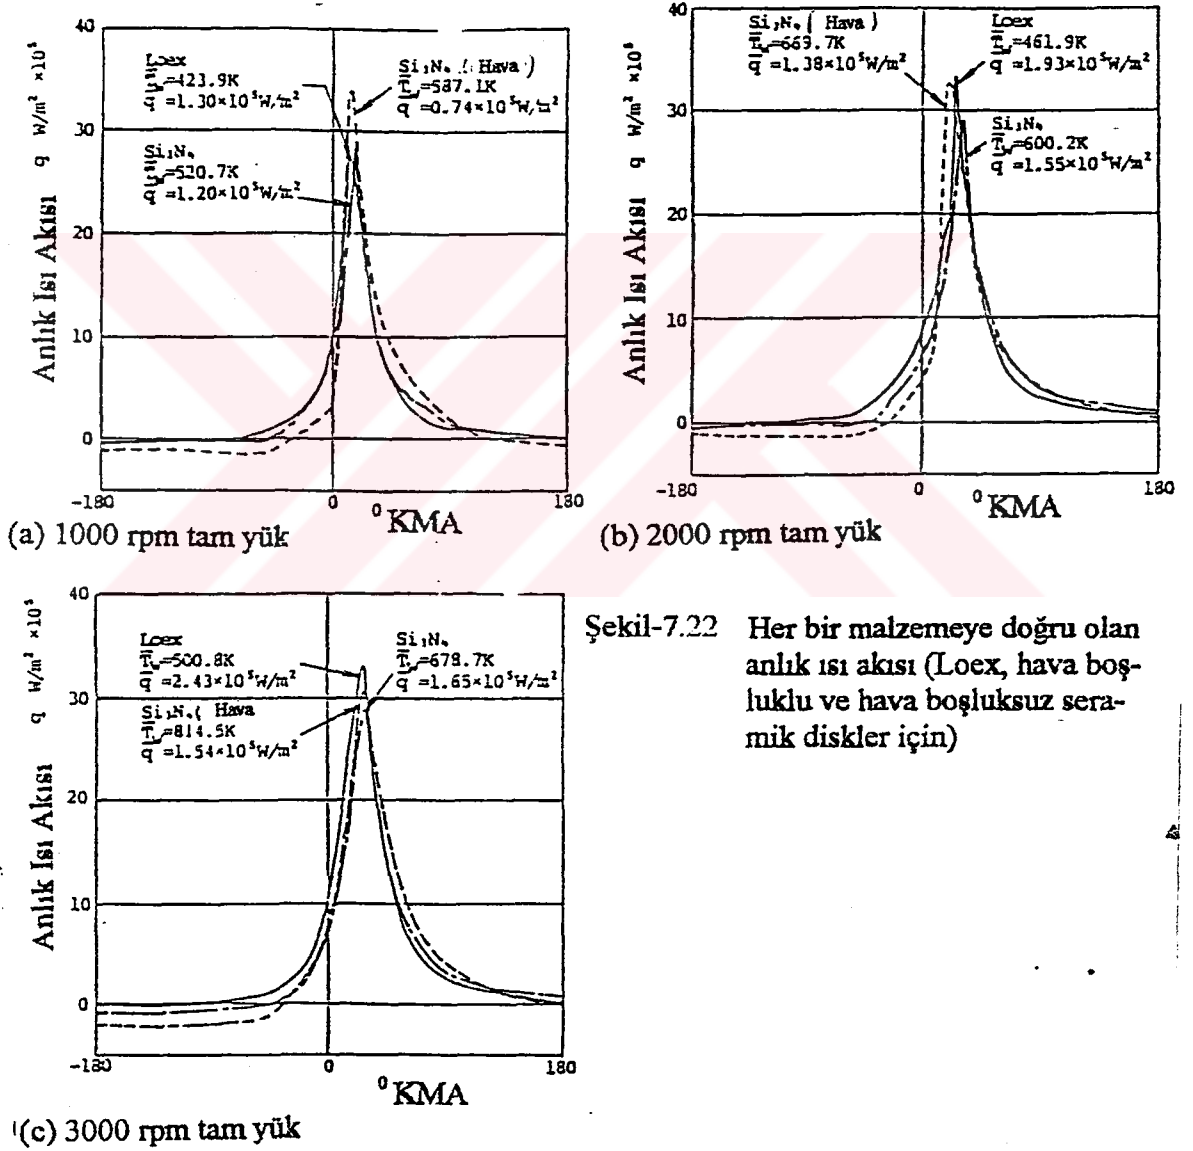 40
30
20
10
0
-180
0
180
Anlık Isı Akısı q W/m² ×10⁵
Loex
T̄w=423.9K
q̄ =1.30×10⁵W/m²
Si₃N₄ (Hava)
T̄w=587.1K
q̄ =0.74×10⁵W/m²
Si₃N₄
T̄w=520.7K
q̄ =1.20×10⁵W/m²
° KMA
(a) 1000 rpm tam yük
40
30
20
10
0
-180
0
180
Anlık Isı Akısı q W/m² ×10⁵
Si₃N₄ ( Hava )
T̄w=669.7K
q̄ =1.38×10⁵W/m²
Loex
T̄w=461.9K
q̄ =1.93×10⁵W/m²
Si₃N₄
T̄w=600.2K
q̄ =1.55×10⁵W/m²
° KMA
(b) 2000 rpm tam yük
40
30
20
10
0
-180
0
180
Anlık Isı Akısı q W/m² ×10⁵
Loex
T̄w=500.8K
q̄ =2.43×10⁵W/m²
Si₃N₄
T̄w=678.7K
q̄ =1.65×10⁵W/m²
Si₃N₄( Hava
T̄w=814.5K
q̄ =1.54×10⁵W/m²
° KMA
(c) 3000 rpm tam yük
Şekil-7.22 Her bir malzemeye doğru olan
anlık ısı akısı (Loex, hava boş-
luklu ve hava boşluksuz sera-
mik diskler için)